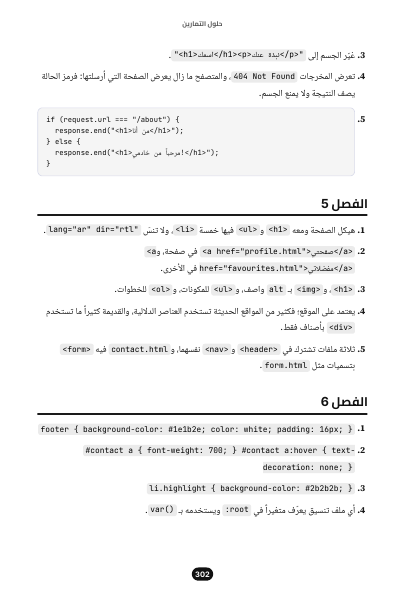 حلول التمارين
3. غيّر الجسم إلى "<h1>اسمك</h1><p>نبذة عنك</p>".
4. تعرض المخرجات 404 Not Found، والمتصفح ما زال يعرض الصفحة التي أرسلتها: فرمز الحالة
يصف النتيجة ولا يمنع الجسم.
5.
if (request.url === "/about") {
response.end("<h1>من أنا</h1>");
} else {
response.end("<h1>مرحباً من خادمي!</h1>");
}
الفصل 5
1. هيكل الصفحة ومعه <h1> و<ul> فيها خمسة <li>، ولا تنسَ lang="ar" dir="rtl".
2. <a href="profile.html">صفحتي</a> في صفحة، و<a
href="favourites.html">مفضلاتي</a> في الأخرى.
3. <h1>، و<img> بـ alt واصف، و<ul> للمكونات، و<ol> للخطوات.
4. يعتمد على الموقع؛ فكثير من المواقع الحديثة تستخدم العناصر الدلالية، والقديمة كثيراً ما تستخدم
<div> بأصناف فقط.
5. ثلاثة ملفات تشترك في <header> و<nav> نفسهما، وcontact.html فيه <form>
بتسميات مثل form.html.
الفصل 6
1. footer { background-color: #1e1b2e; color: white; padding: 16px; }
2. #contact a { font-weight: 700; } #contact a:hover { text-
decoration: none; }
3. li.highlight { background-color: #2b2b2b; }
4. أي ملف تنسيق يعرّف متغيراً في :root ويستخدمه بـ var().
302